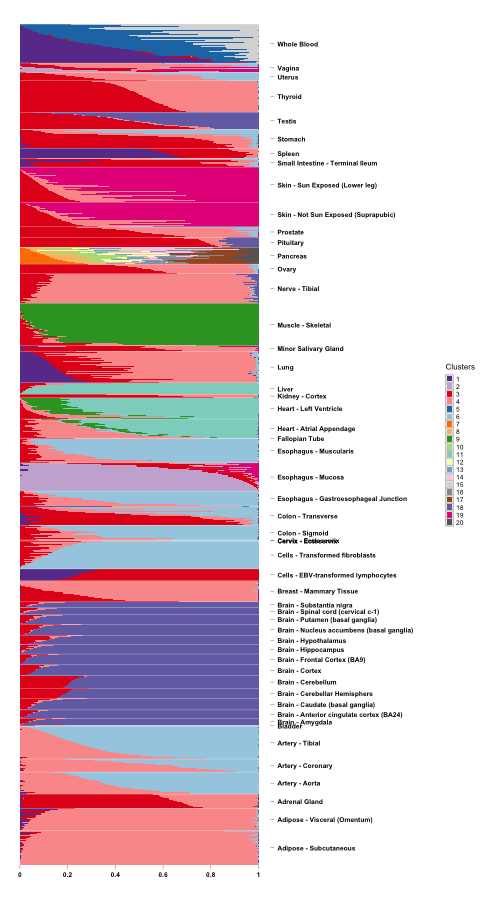 Whole Blood
Vagina
Uterus
Thyroid
Testis
Stomach
Spleen
Small Intestine - Terminal Ileum
Skin - Sun Exposed (Lower leg)
Skin - Not Sun Exposed (Suprapubic)
Prostate
Pituitary
Pancreas
Ovary
Nerve - Tibial
Muscle - Skeletal
Minor Salivary Gland
Lung
Liver
Kidney - Cortex
Heart - Left Ventricle
Heart - Atrial Appendage
Fallopian Tube
Esophagus - Muscularis
Esophagus - Mucosa
Esophagus - Gastroesophageal Junction
Colon - Transverse
Colon - Sigmoid
Cells - Transformed fibroblasts
Cells - EBV-transformed lymphocytes
Breast - Mammary Tissue
Brain - Substantia nigra
Brain - Spinal cord (cervical c-1)
Brain - Putamen (basal ganglia)
Brain - Nucleus accumbens (basal ganglia)
Brain - Hypothalamus
Brain - Hippocampus
Brain - Frontal Cortex (BA9)
Brain - Cortex
Brain - Cerebellum
Brain - Cerebellar Hemisphere
Brain - Caudate (basal ganglia)
Brain - Anterior cingulate cortex (BA24)
Brain - Amygdala
Bladder
Artery - Tibial
Artery - Coronary
Artery - Aorta
Adrenal Gland
Adipose - Visceral (Omentum)
Adipose - Subcutaneous
0 0.2 0.4 0.6 0.8 1
Clusters
1
2
3
4
5
6
7
8
9
10
11
12
13
14
15
16
17
18
19
20